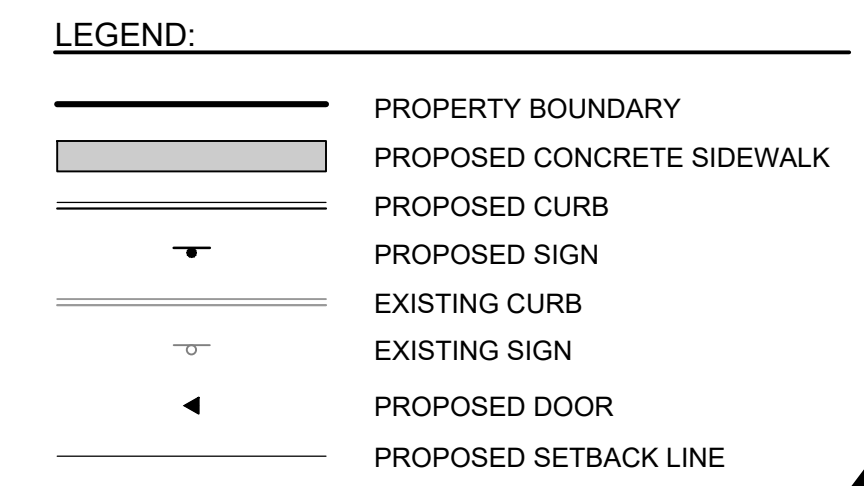 LEGEND:
PROPERTY BOUNDARY
PROPOSED CONCRETE SIDEWALK
PROPOSED CURB
PROPOSED SIGN
EXISTING CURB
EXISTING SIGN
PROPOSED DOOR
PROPOSED SETBACK LINE